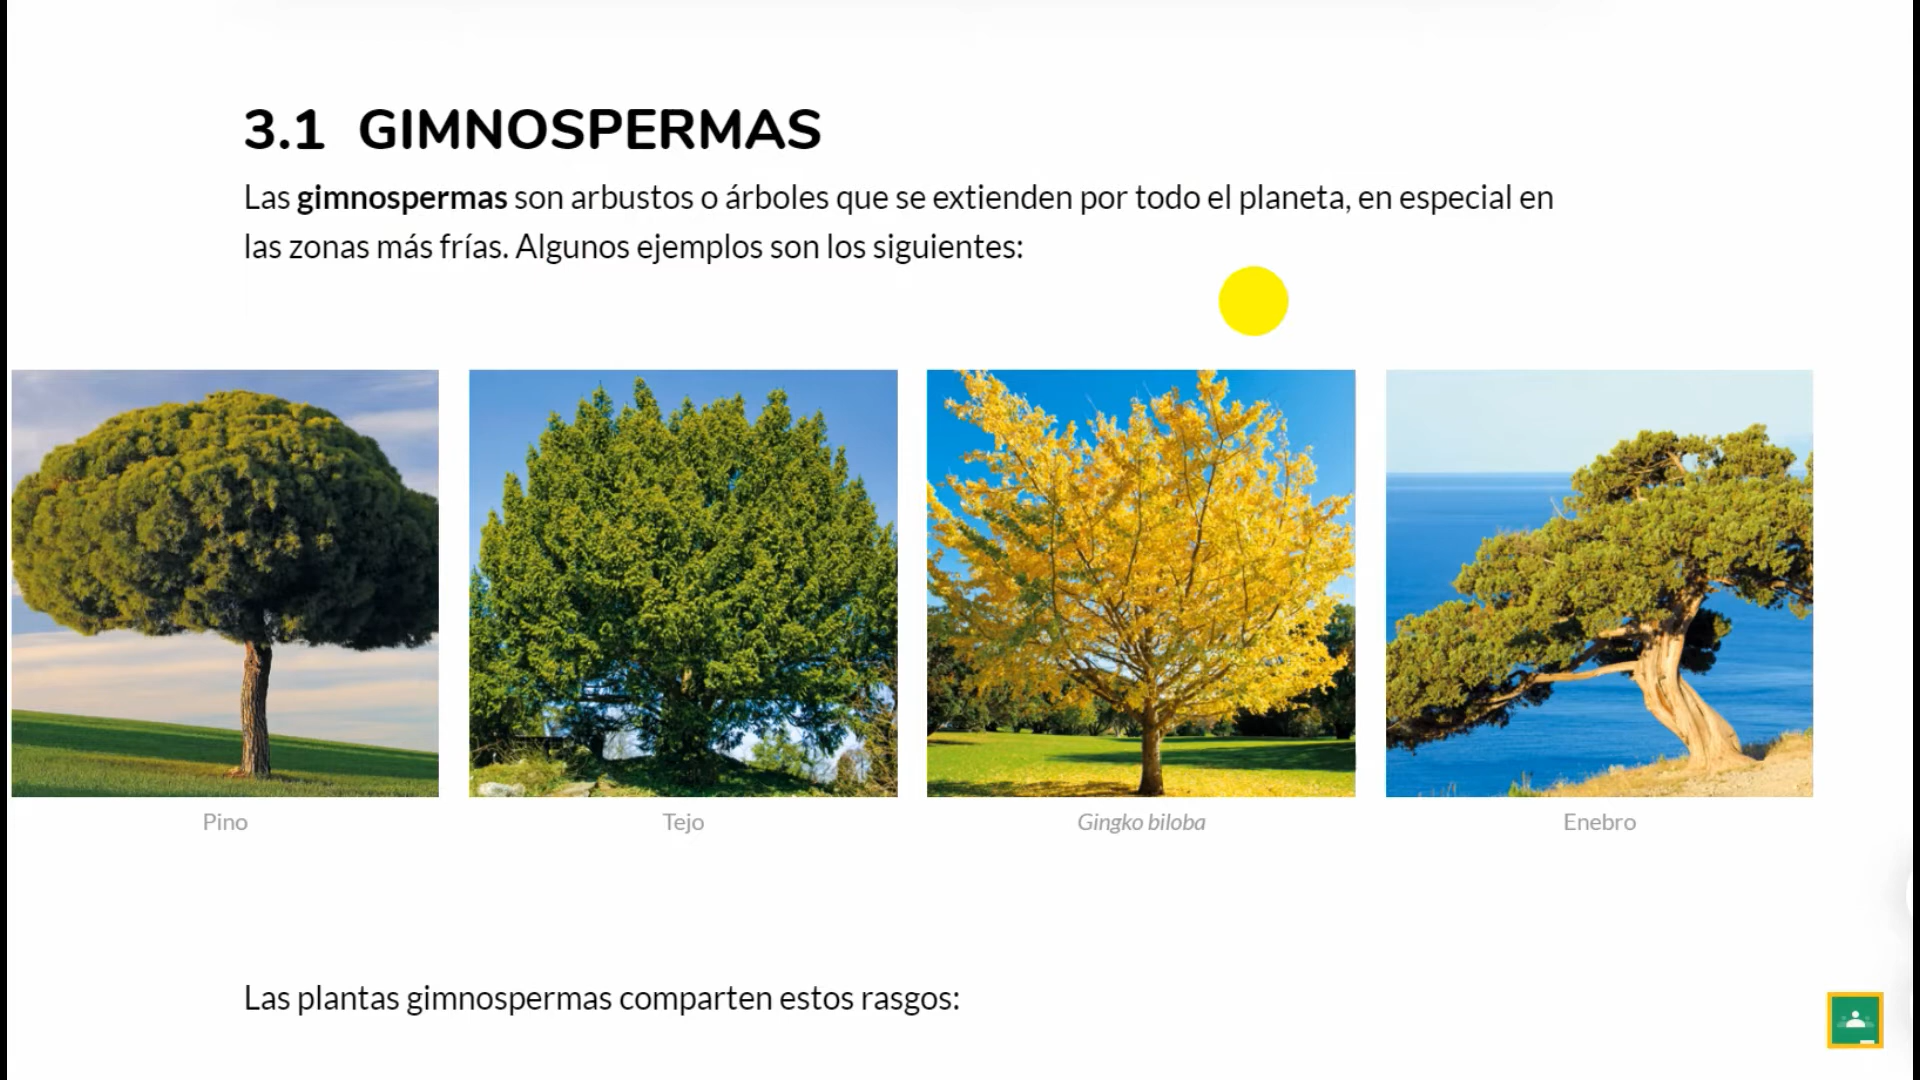 3.1 GIMNOSPERMAS
Las gimnospermas son arbustos o árboles que se extienden por todo el planeta, en especial en
las zonas más frías. Algunos ejemplos son los siguientes:
Pino
Tejo
Gingko biloba
Enebro
Las plantas gimnospermas comparten estos rasgos: